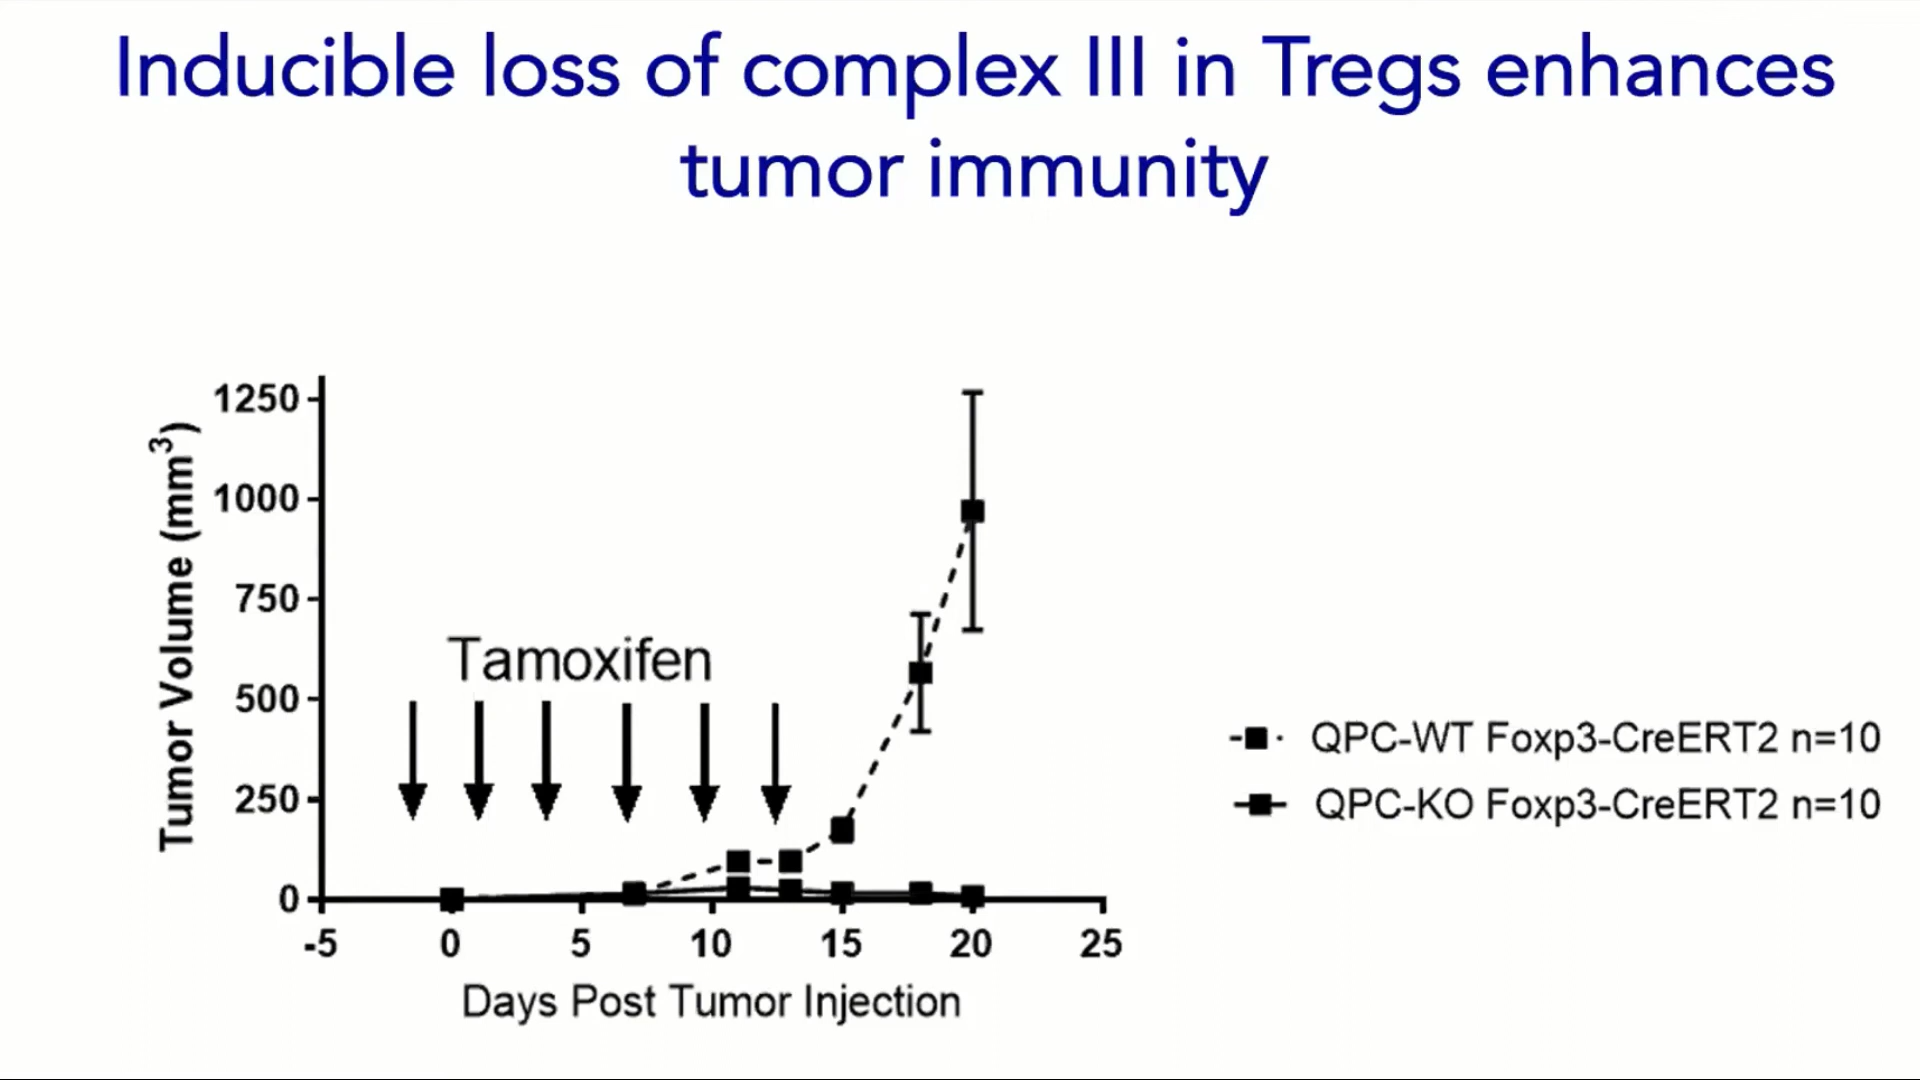 Inducible loss of complex III in Tregs enhances
tumor immunity
1250
1000
750
500
250
0
Tumor Volume (mm³)
Tamoxifen
-5 0 5 10 15 20 25
Days Post Tumor Injection
QPC-WT Foxp3-CreERT2 n=10
QPC-KO Foxp3-CreERT2 n=10